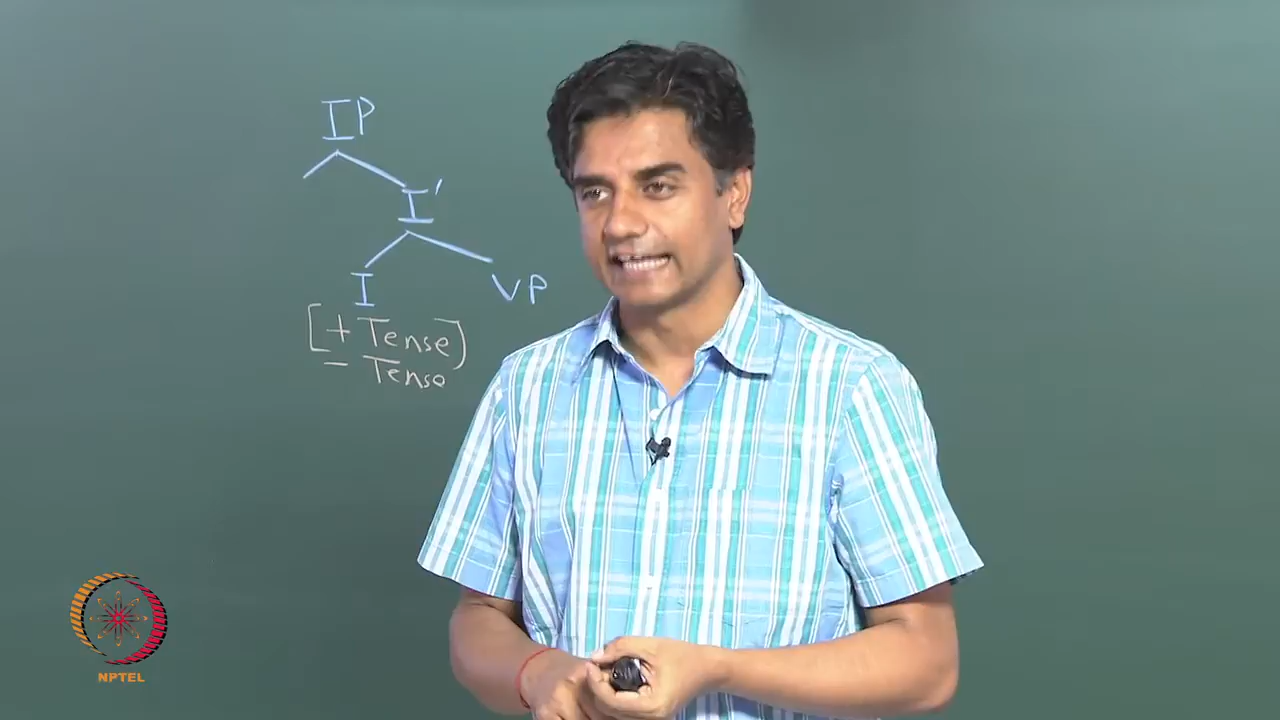 IP
I'
I VP
[+ Tense]
- Tense
NPTEL